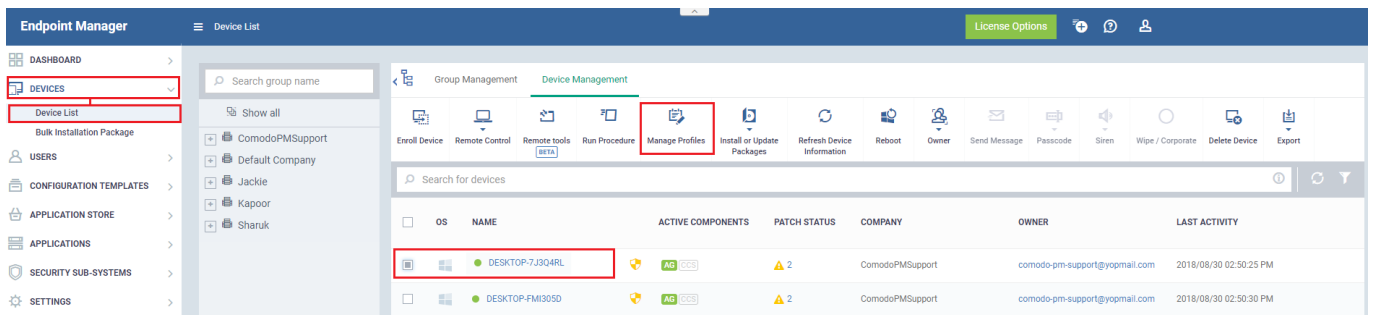 Endpoint Manager
Device List
License Options
DASHBOARD
DEVICES
Device List
Bulk Installation Package
USERS
CONFIGURATION TEMPLATES
APPLICATION STORE
APPLICATIONS
SECURITY SUB-SYSTEMS
SETTINGS
Search group name
Show all
ComodoPMSupport
Default Company
Jackie
Kapoor
Sharuk
Group Management Device Management
Enroll Device
Remote Control
Remote tools
BETA
Run Procedure
Manage Profiles
Install or Update
Packages
Refresh Device
Information
Reboot
Owner
Send Message
Passcode
Siren
Wipe / Corporate
Delete Device
Export
Search for devices
OS NAME ACTIVE COMPONENTS PATCH STATUS COMPANY OWNER LAST ACTIVITY
DESKTOP-7J3Q4RL AG CCS 2 ComodoPMSupport comodo-pm-support@yopmail.com 2018/08/30 02:50:25 PM
DESKTOP-FMI305D AG CCS 2 ComodoPMSupport comodo-pm-support@yopmail.com 2018/08/30 02:50:30 PM